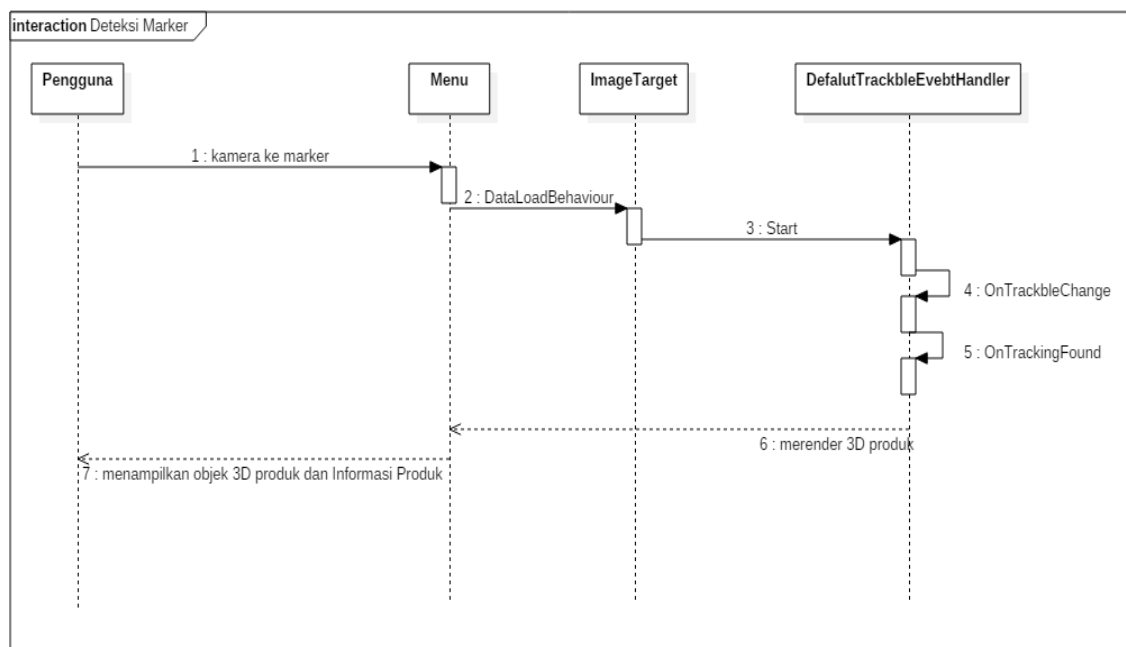 interaction Deteksi Marker
Pengguna
Menu
ImageTarget
DefalutTrackbleEvebtHandler
1 : kamera ke marker
2 : DataLoadBehaviour
3 : Start
4 : OnTrackbleChange
5 : OnTrackingFound
6 : merender 3D produk
7 : menampilkan objek 3D produk dan Informasi Produk